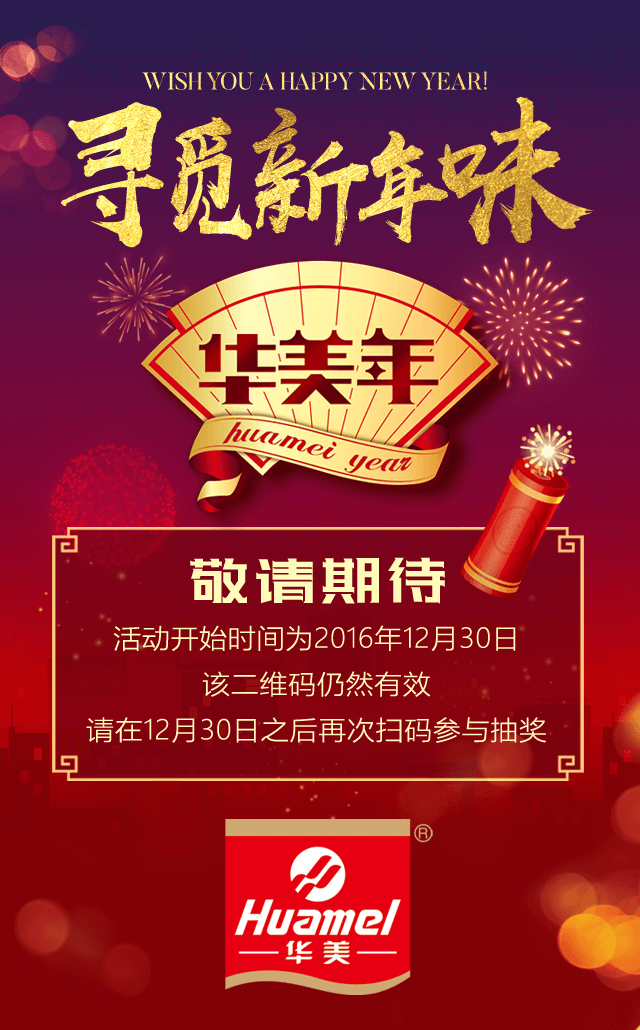 WISH YOU A HAPPY NEW YEAR!
寻觅新年味
华美年
huamei year
敬请期待
活动开始时间为2016年12月30日
该二维码仍然有效
请在12月30日之后再次扫码参与抽奖
®
Huamel
华美